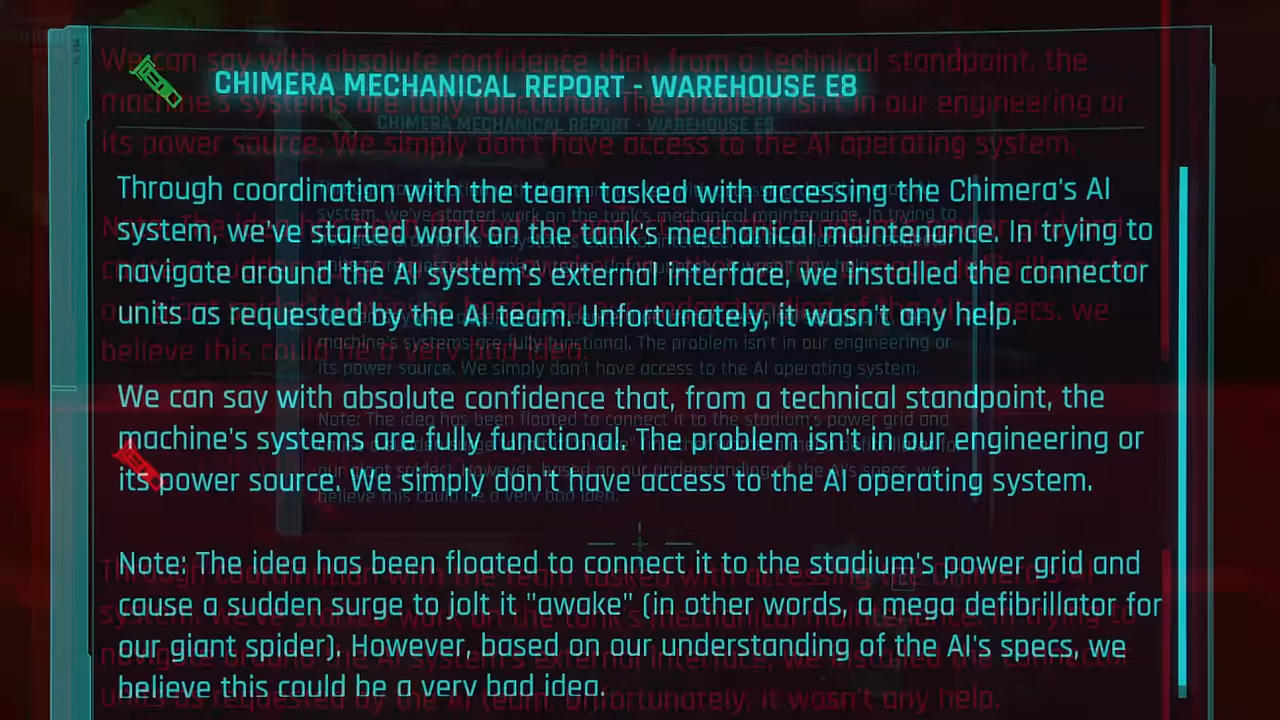 CHIMERA MECHANICAL REPORT - WAREHOUSE E8
Through coordination with the team tasked with accessing the Chimera's AI
system, we've started work on the tank's mechanical maintenance. In trying to
navigate around the AI system's external interface, we installed the connector
units as requested by the AI team. Unfortunately, it wasn't any help.
We can say with absolute confidence that, from a technical standpoint, the
machine's systems are fully functional. The problem isn't in our engineering or
its power source. We simply don't have access to the AI operating system.
Note: The idea has been floated to connect it to the stadium's power grid and
cause a sudden surge to jolt it "awake" (in other words, a mega defibrillator for
our giant spider). However, based on our understanding of the AI's specs, we
believe this could be a very bad idea.